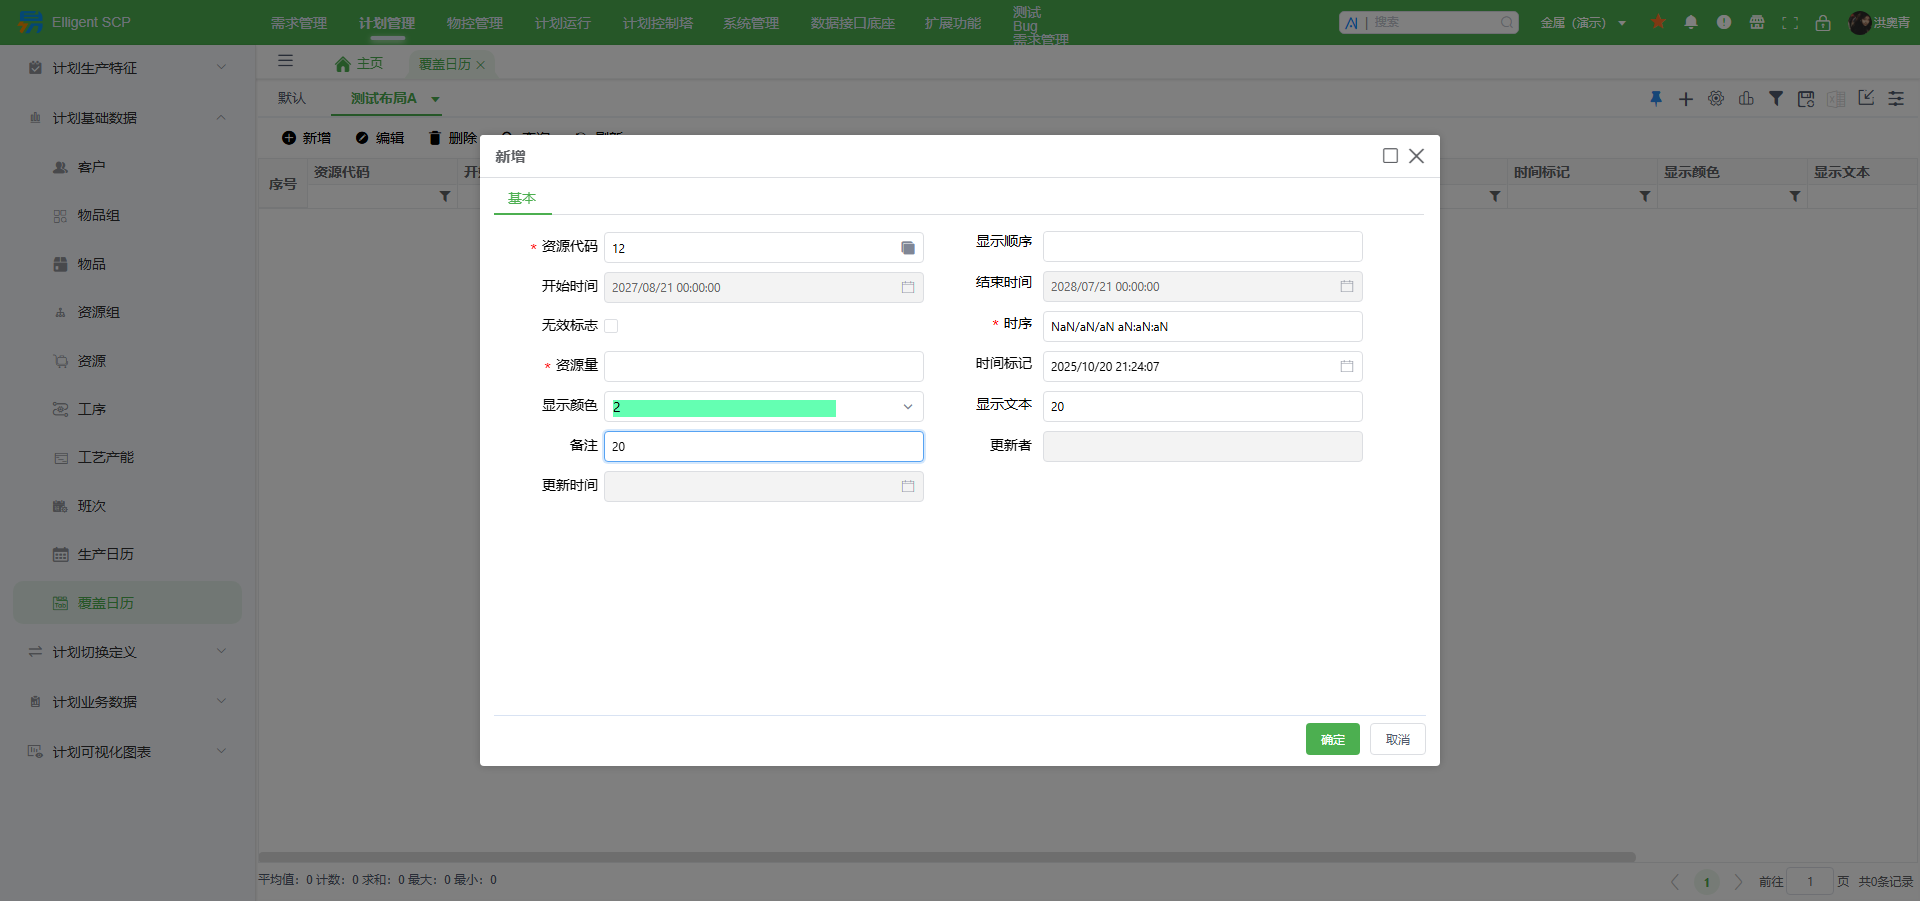 Elligent SCP
需求管理
计划管理
物控管理
计划运行
计划控制塔
系统管理
数据接口底座
扩展功能
测试
Bug
需求管理
AI | 搜索
金属（演示）
洪奥青
计划生产特征
计划基础数据
客户
物品组
物品
资源组
资源
工序
工艺产能
班次
生产日历
覆盖日历
计划切换定义
计划业务数据
计划可视化图表
主页
覆盖日历
默认
测试布局A
新增
编辑
删除
序号
资源代码
时间标记
显示颜色
显示文本
新增
基本
* 资源代码 12
显示顺序
开始时间 2027/08/21 00:00:00
结束时间 2028/07/21 00:00:00
无效标志
* 时序 NaN/aN/aN aN:aN:aN
* 资源量
时间标记 2025/10/20 21:24:07
显示颜色 2
显示文本 20
备注 20
更新者
更新时间
确定
取消
平均值：0 计数：0 求和：0 最大：0 最小：0
1
前往 1 页 共0条记录